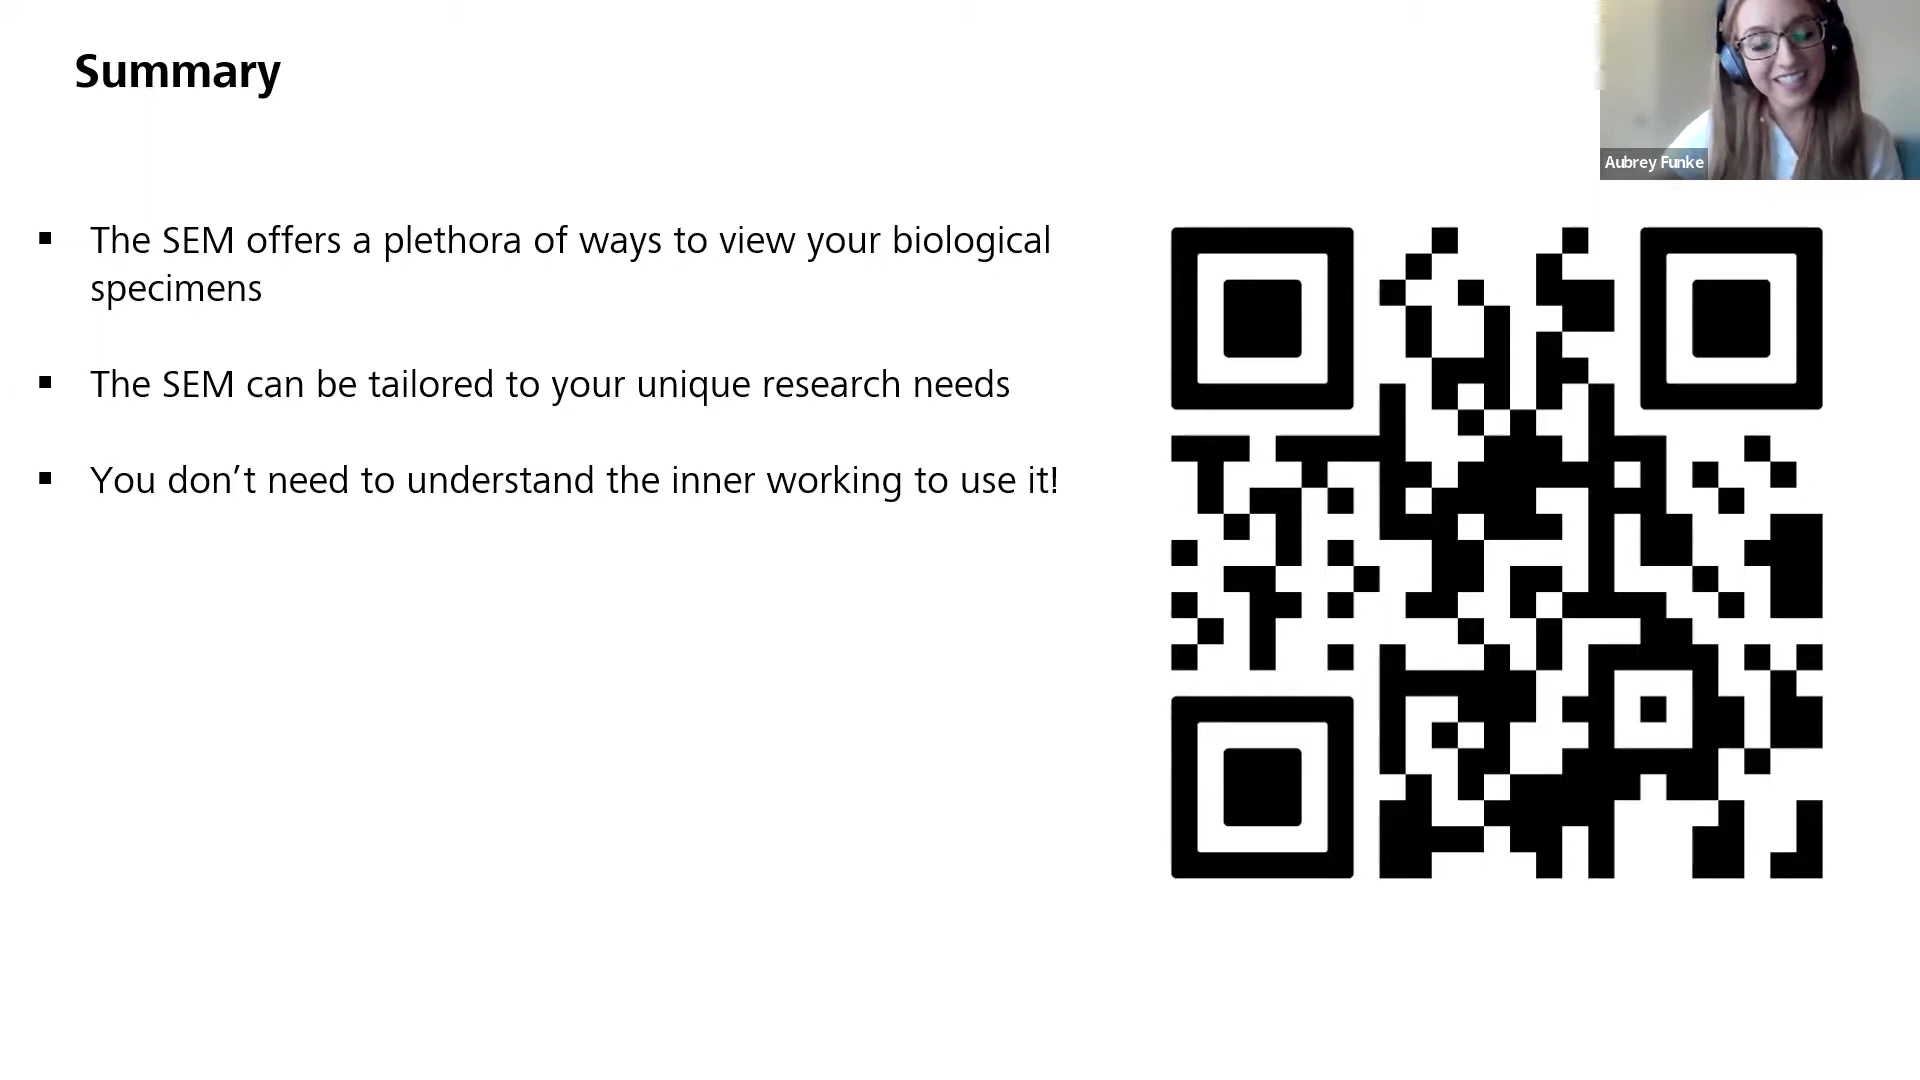 Summary
Aubrey Funke
▪ The SEM offers a plethora of ways to view your biological
specimens
▪ The SEM can be tailored to your unique research needs
▪ You don’t need to understand the inner working to use it!